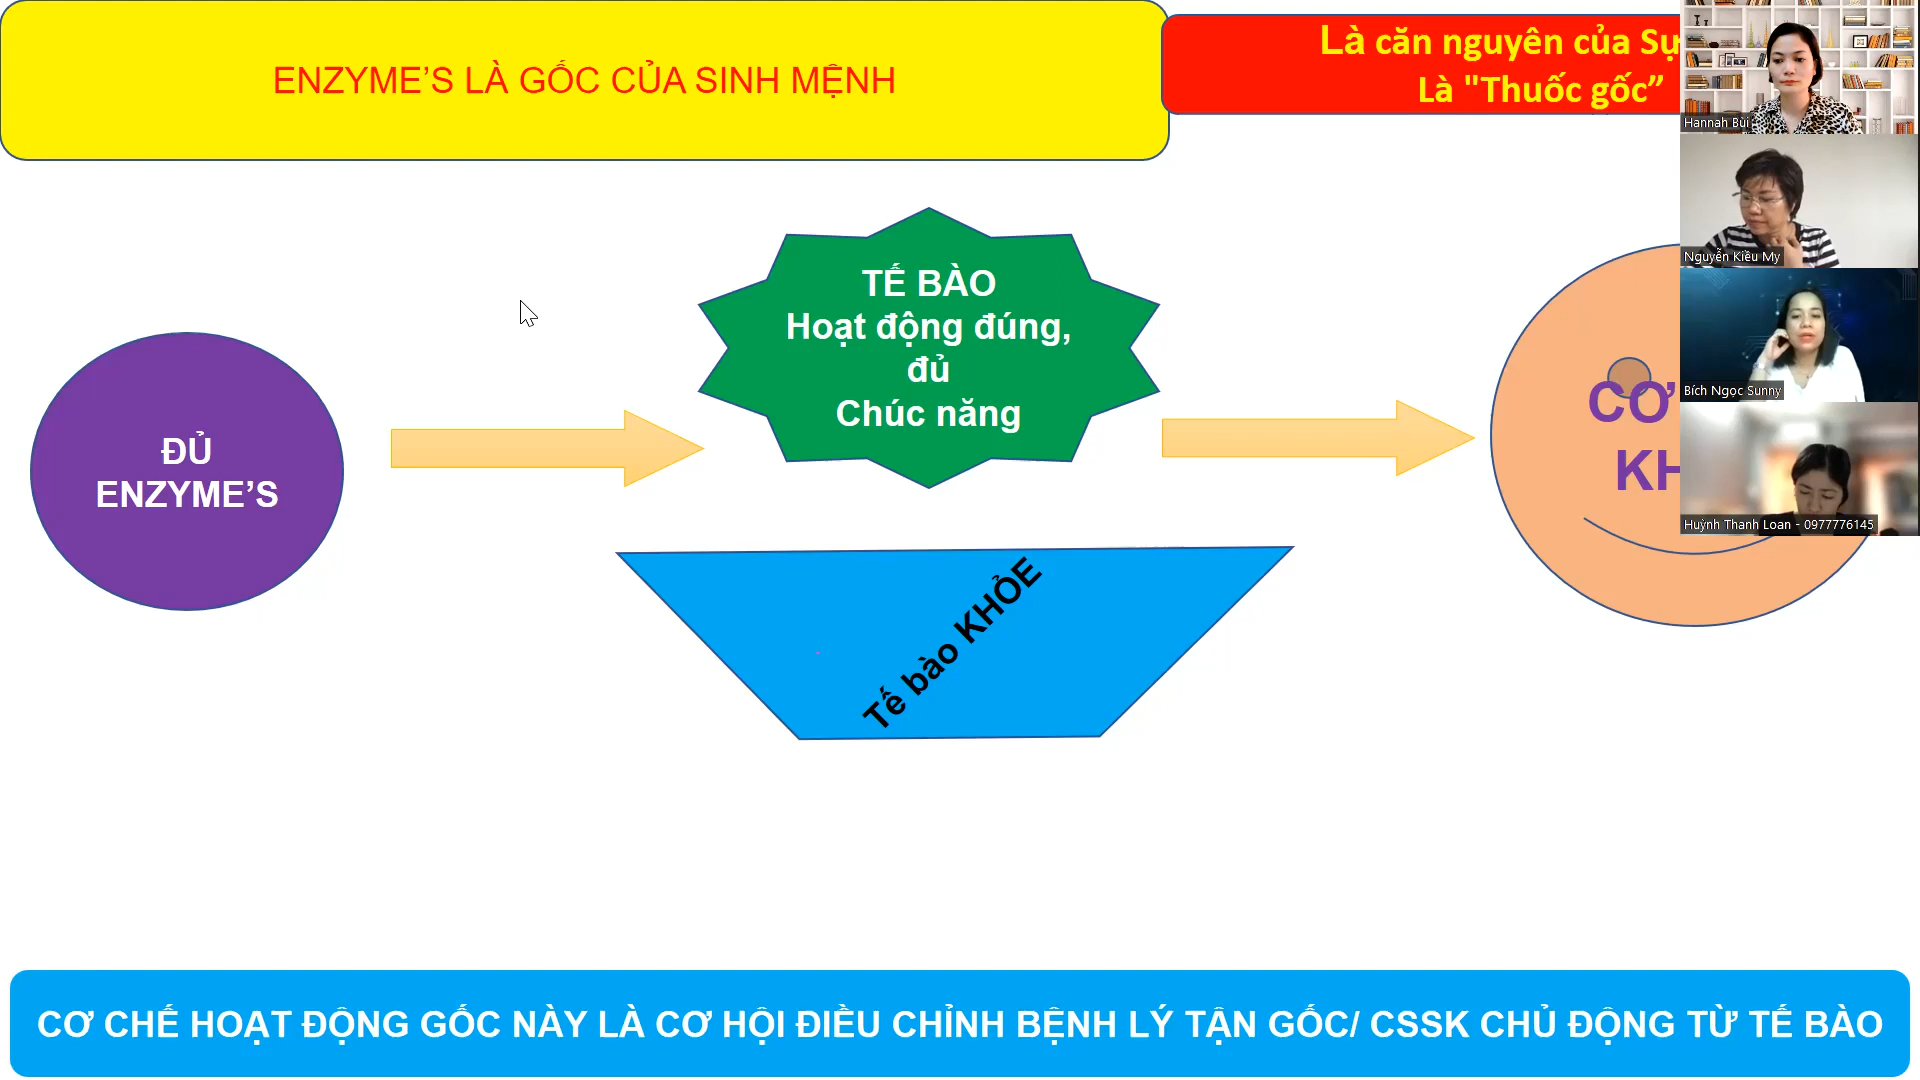 ENZYME’S LÀ GỐC CỦA SINH MỆNH
Là căn nguyên của Sự
Là "Thuốc gốc”
Hannah Bùi
Nguyễn Kiều My
Bích Ngọc Sunny
Huỳnh Thanh Loan - 0977776145
TẾ BÀO
Hoạt động đúng,
đủ
Chúc năng
ĐỦ
ENZYME’S
CƠ
KH
Tế bào KHỎE
CƠ CHẾ HOẠT ĐỘNG GỐC NÀY LÀ CƠ HỘI ĐIỀU CHỈNH BỆNH LÝ TẬN GỐC/ CSSK CHỦ ĐỘNG TỪ TẾ BÀO